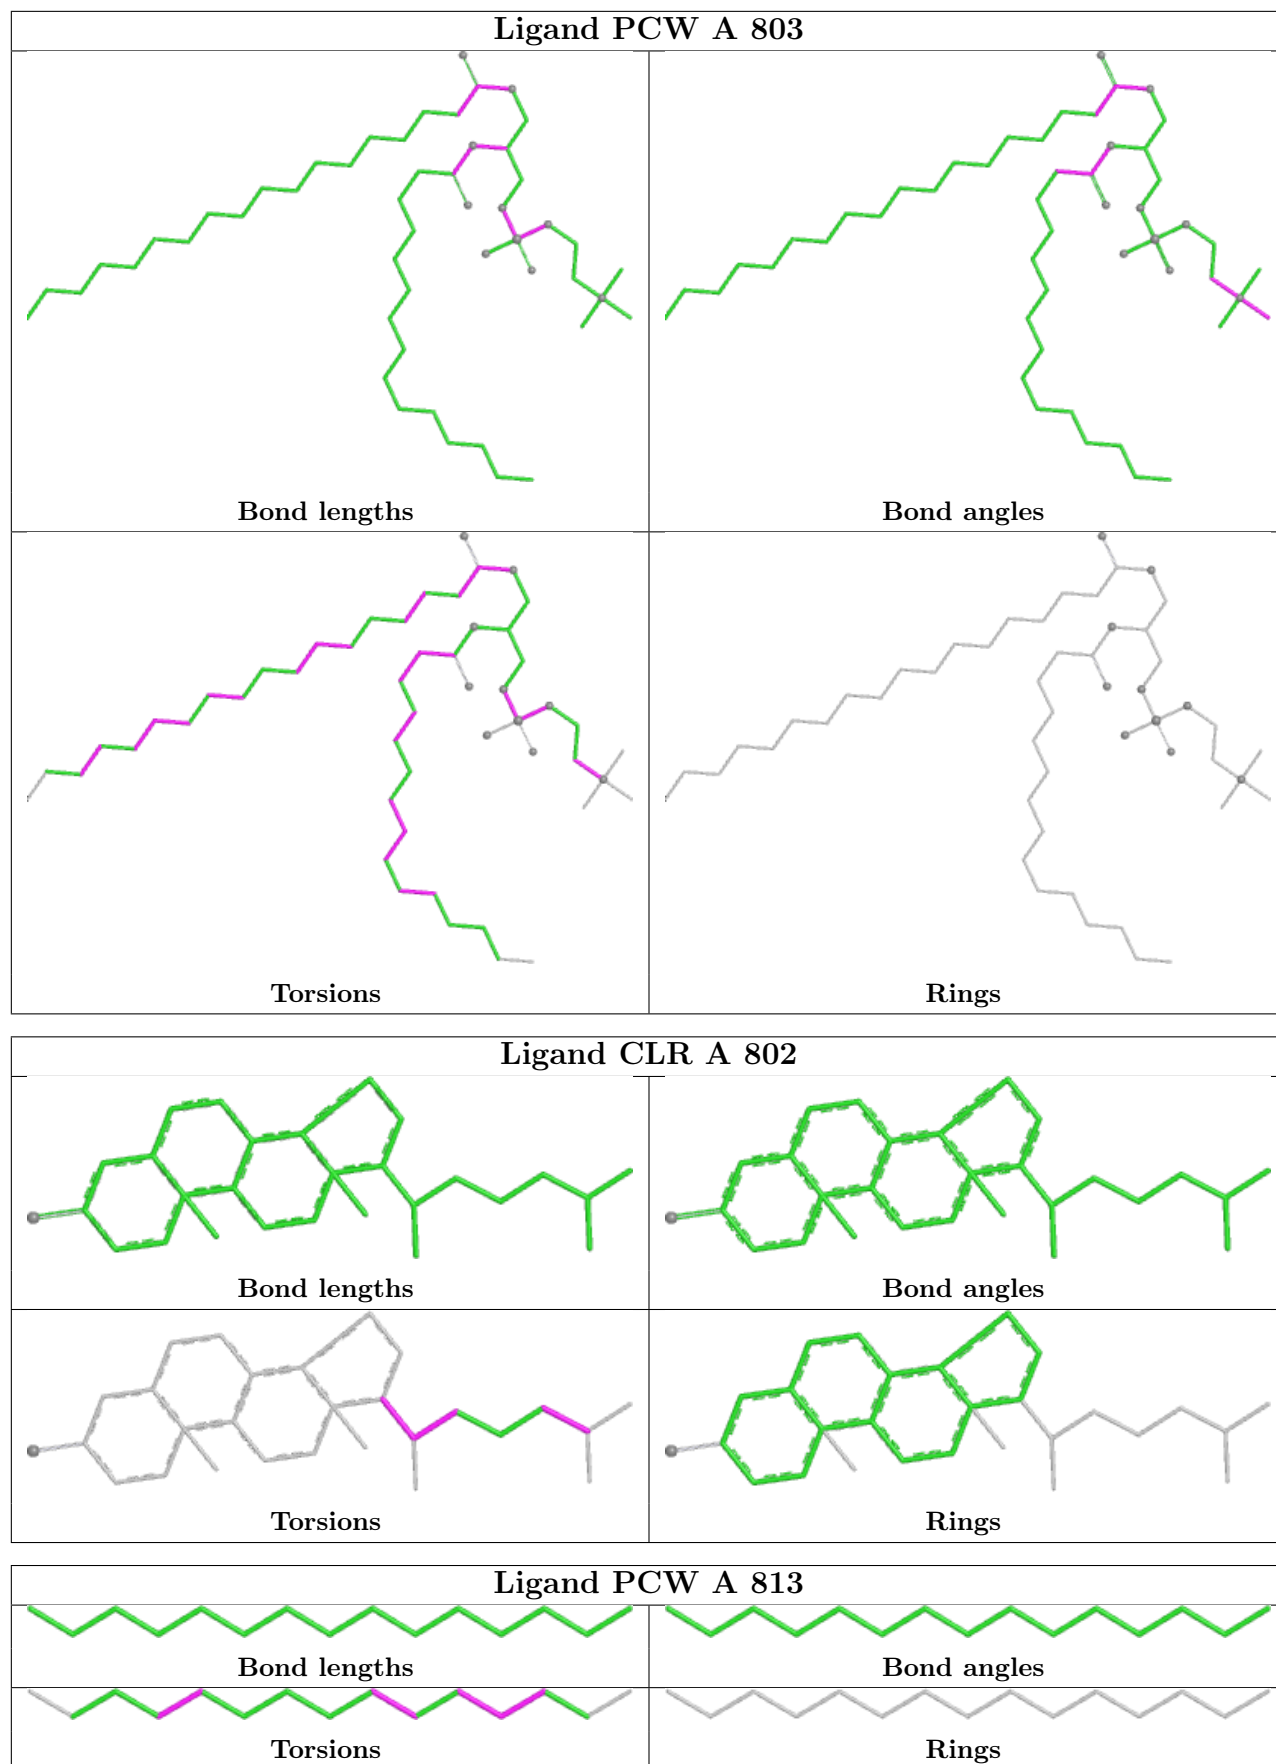 Ligand PCW A 803
Bond lengths
Bond angles
Torsions
Rings
Ligand CLR A 802
Bond lengths
Bond angles
Torsions
Rings
Ligand PCW A 813
Bond lengths
Bond angles
Torsions
Rings